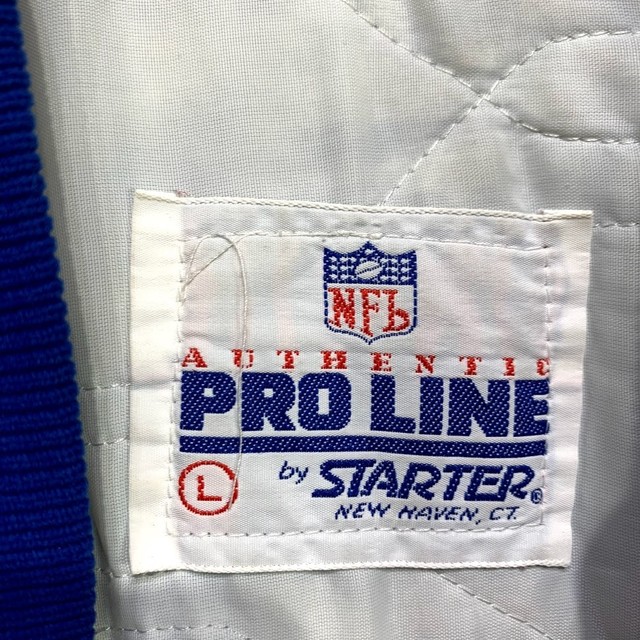 NFL
AUTHENTIC
PRO LINE
L by STARTER®
NEW HAVEN, CT.